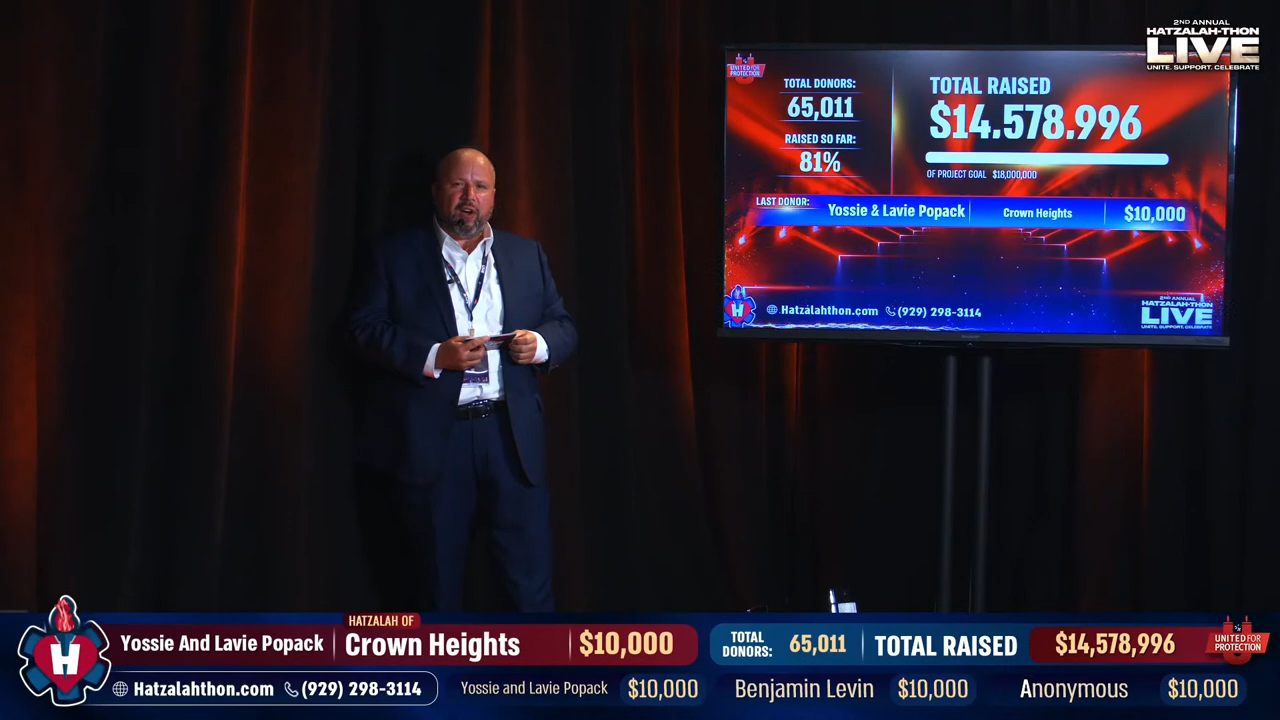 2ND ANNUAL
HATZALAH-THON
LIVE
UNITE. SUPPORT. CELEBRATE
UNITED FOR
PROTECTION
TOTAL DONORS:
65,011
RAISED SO FAR:
81%
TOTAL RAISED
$14.578.996
OF PROJECT GOAL $18,000,000
LAST DONOR:
Yossie & Lavie Popack
Crown Heights
$10,000
H
Hatzalahthon.com
(929) 298-3114
2ND ANNUAL
HATZALAH-THON
LIVE
UNITE. SUPPORT. CELEBRATE
H
Yossie And Lavie Popack
HATZALAH OF
Crown Heights
$10,000
TOTAL
DONORS:
65,011
TOTAL RAISED
$14,578,996
UNITED FOR
PROTECTION
Hatzalahthon.com
(929) 298-3114
Yossie and Lavie Popack
$10,000
Benjamin Levin
$10,000
Anonymous
$10,000